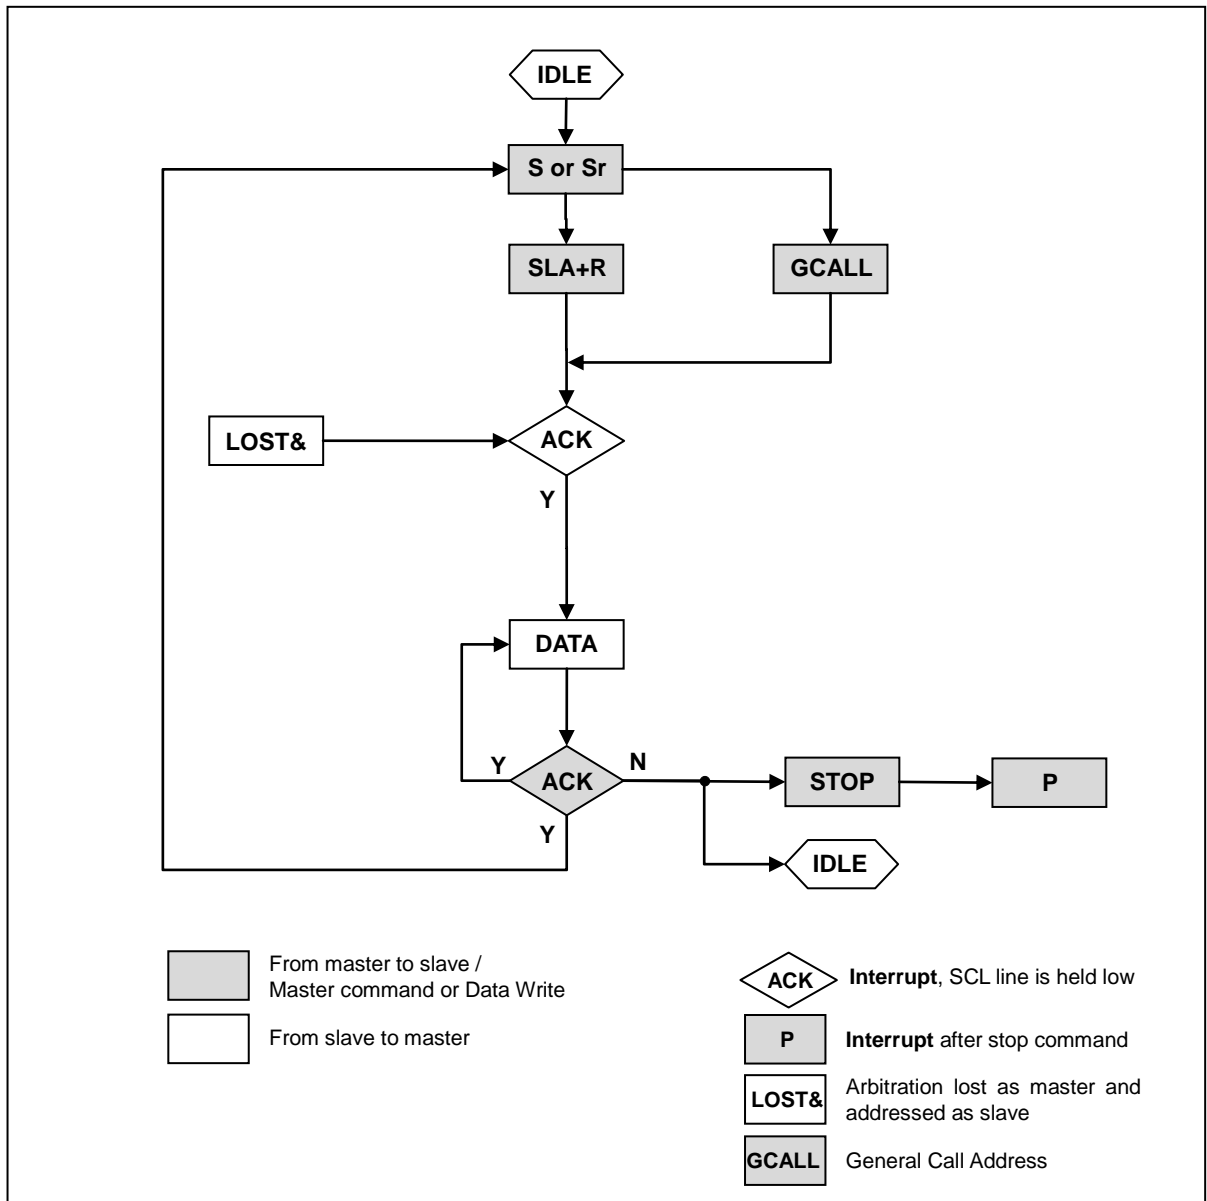 IDLE
S or Sr
SLA+R
GCALL
LOST&
ACK
Y
DATA
Y
ACK
N
STOP
P
Y
IDLE
From master to slave /
Master command or Data Write
From slave to master
ACK
Interrupt, SCL line is held low
P
Interrupt after stop command
LOST&
Arbitration lost as master and
addressed as slave
GCALL
General Call Address